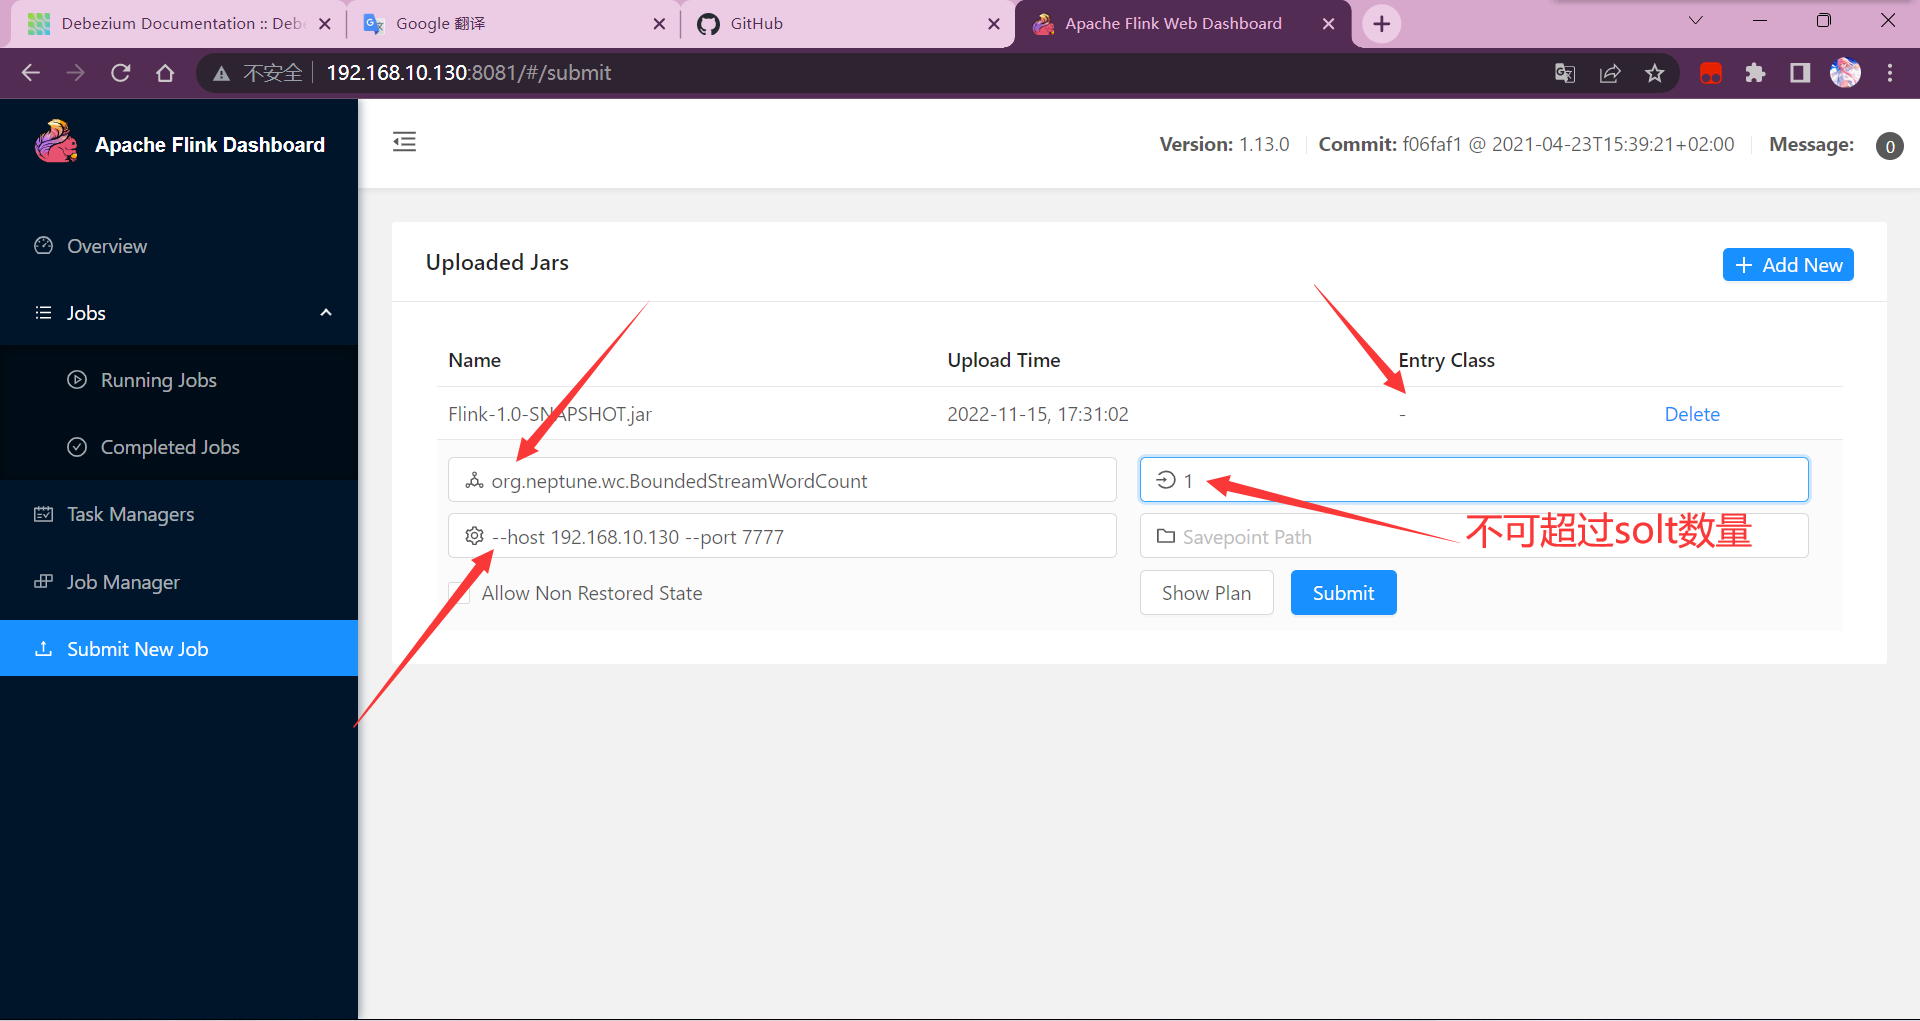 Debezium Documentation :: Debe
Google 翻译
GitHub
Apache Flink Web Dashboard
不安全
192.168.10.130:8081/#/submit
Apache Flink Dashboard
Version: 1.13.0
Commit: f06faf1 @ 2021-04-23T15:39:21+02:00
Message:
0
Overview
Jobs
Running Jobs
Completed Jobs
Task Managers
Job Manager
Submit New Job
Uploaded Jars
+ Add New
Name
Upload Time
Entry Class
Flink-1.0-SNAPSHOT.jar
2022-11-15, 17:31:02
-
Delete
org.neptune.wc.BoundedStreamWordCount
1
--host 192.168.10.130 --port 7777
Savepoint Path
不可超过solt数量
Allow Non Restored State
Show Plan
Submit